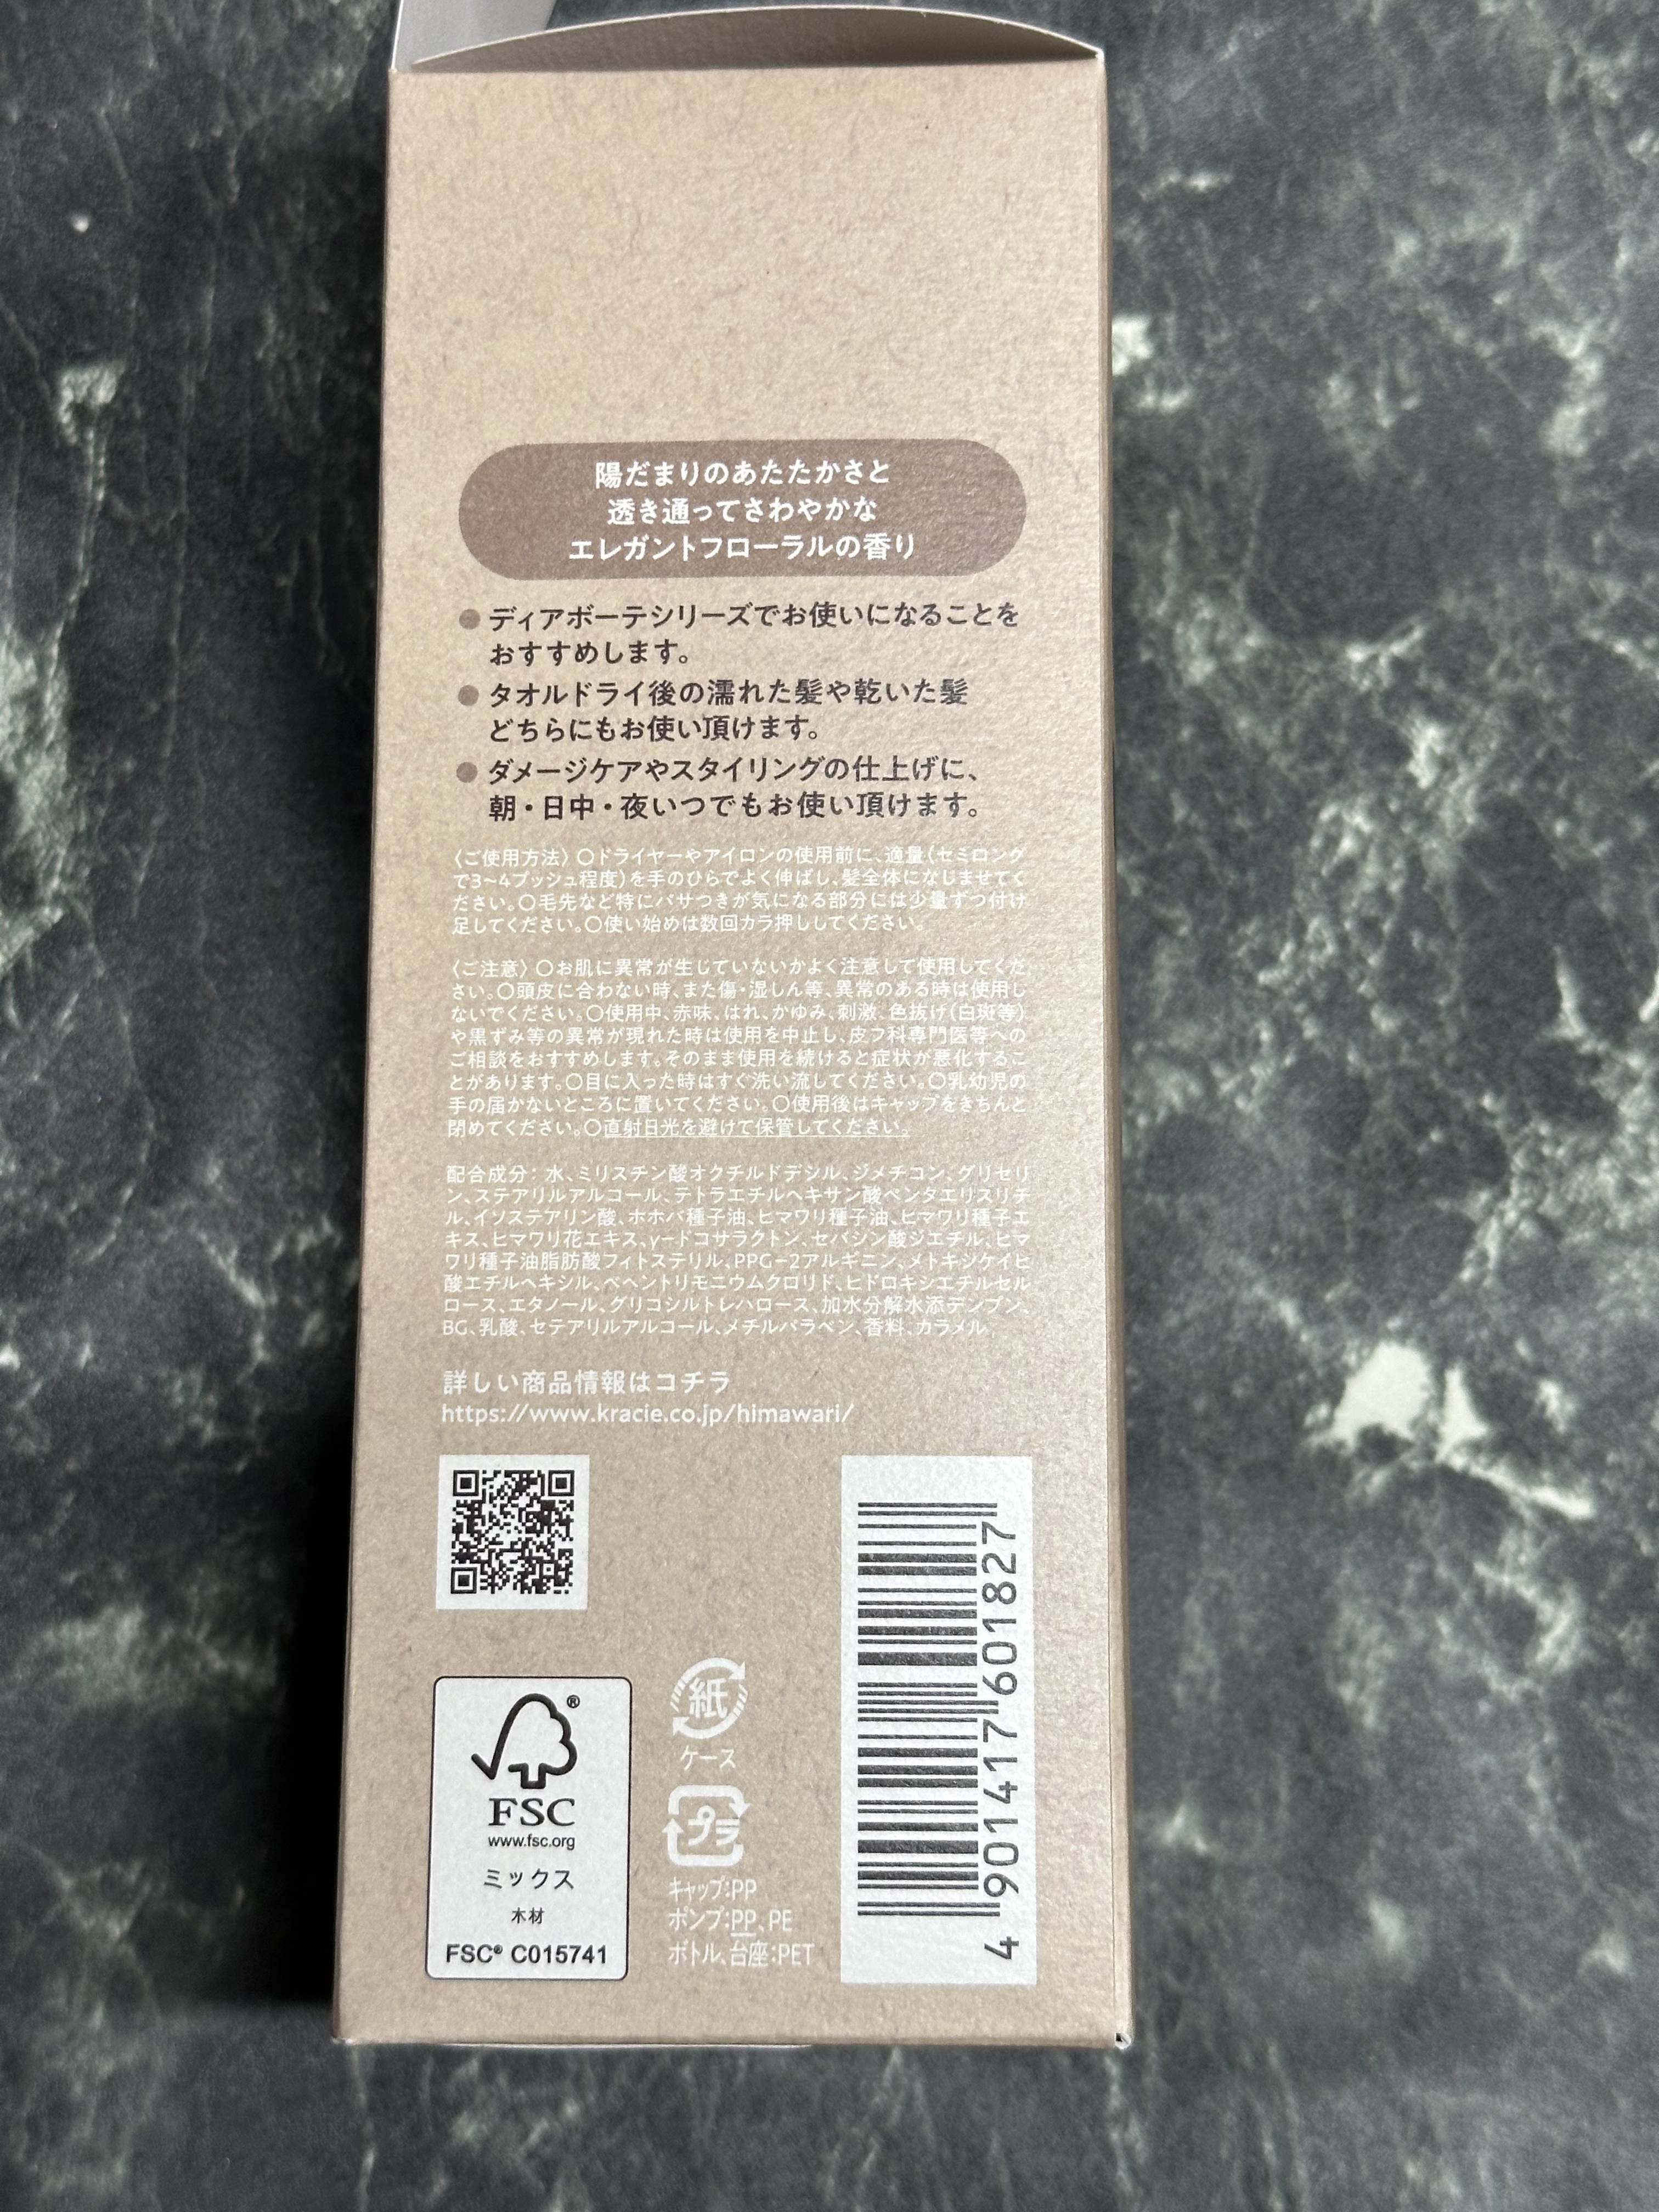 陽だまりのあたたかさと
透き通ってさわやかな
エレガントフローラルの香り
● ディアボーテシリーズでお使いになることを
おすすめします。
● タオルドライ後の濡れた髪や乾いた髪
どちらにもお使い頂けます。
● ダメージケアやスタイリングの仕上げに、
朝・日中・夜いつでもお使い頂けます。
〈ご使用方法〉○ドライヤーやアイロンの使用前に、適量(セミロング
で3~4プッシュ程度)を手のひらでよく伸ばし、髪全体になじませてく
ださい。○毛先など特にパサつきが気になる部分には少量ずつ付け
足してください。○使い始めは数回カラ押ししてください。
〈ご注意〉○お肌に異常が生じていないかよく注意して使用してくだ
さい。○頭皮に合わない時、また傷・湿しん等、異常のある時は使用し
ないでください。○使用中、赤味、はれ、かゆみ、刺激、色抜け(白斑等)
や黒ずみ等の異常が現れた時は使用を中止し、皮フ科専門医等への
ご相談をおすすめします。そのまま使用を続けると症状が悪化するこ
とがあります。○目に入った時はすぐ洗い流してください。○乳幼児の
手の届かないところに置いてください。○使用後はキャップをきちんと
閉めてください。○直射日光を避けて保管してください。
配合成分:水、ミリスチン酸オクチルドデシル、ジメチコン、グリセリ
ン、ステアリルアルコール、テトラエチルヘキサン酸ペンタエリスリチ
ル、イソステアリン酸、ホホバ種子油、ヒマワリ種子油、ヒマワリ種子エ
キス、ヒマワリ花エキス、γ-ドコサラクトン、セバシン酸ジエチル、ヒマ
ワリ種子油脂肪酸フィトステリル、PPG-2アルギニン、メトキシケイヒ
酸エチルヘキシル、ベヘントリモニウムクロリド、ヒドロキシエチルセル
ロース、エタノール、グリコシルトレハロース、加水分解水添デンプン、
BG、乳酸、セテアリルアルコール、メチルパラベン、香料、カラメル
詳しい商品情報はコチラ
https://www.kracie.co.jp/himawari/
®
FSC
www.fsc.org
ミックス
木材
FSC® C015741
紙
ケース
プラ
キャップ:PP
ポンプ:PP、PE
ボトル、台座:PET
4 901417 601827